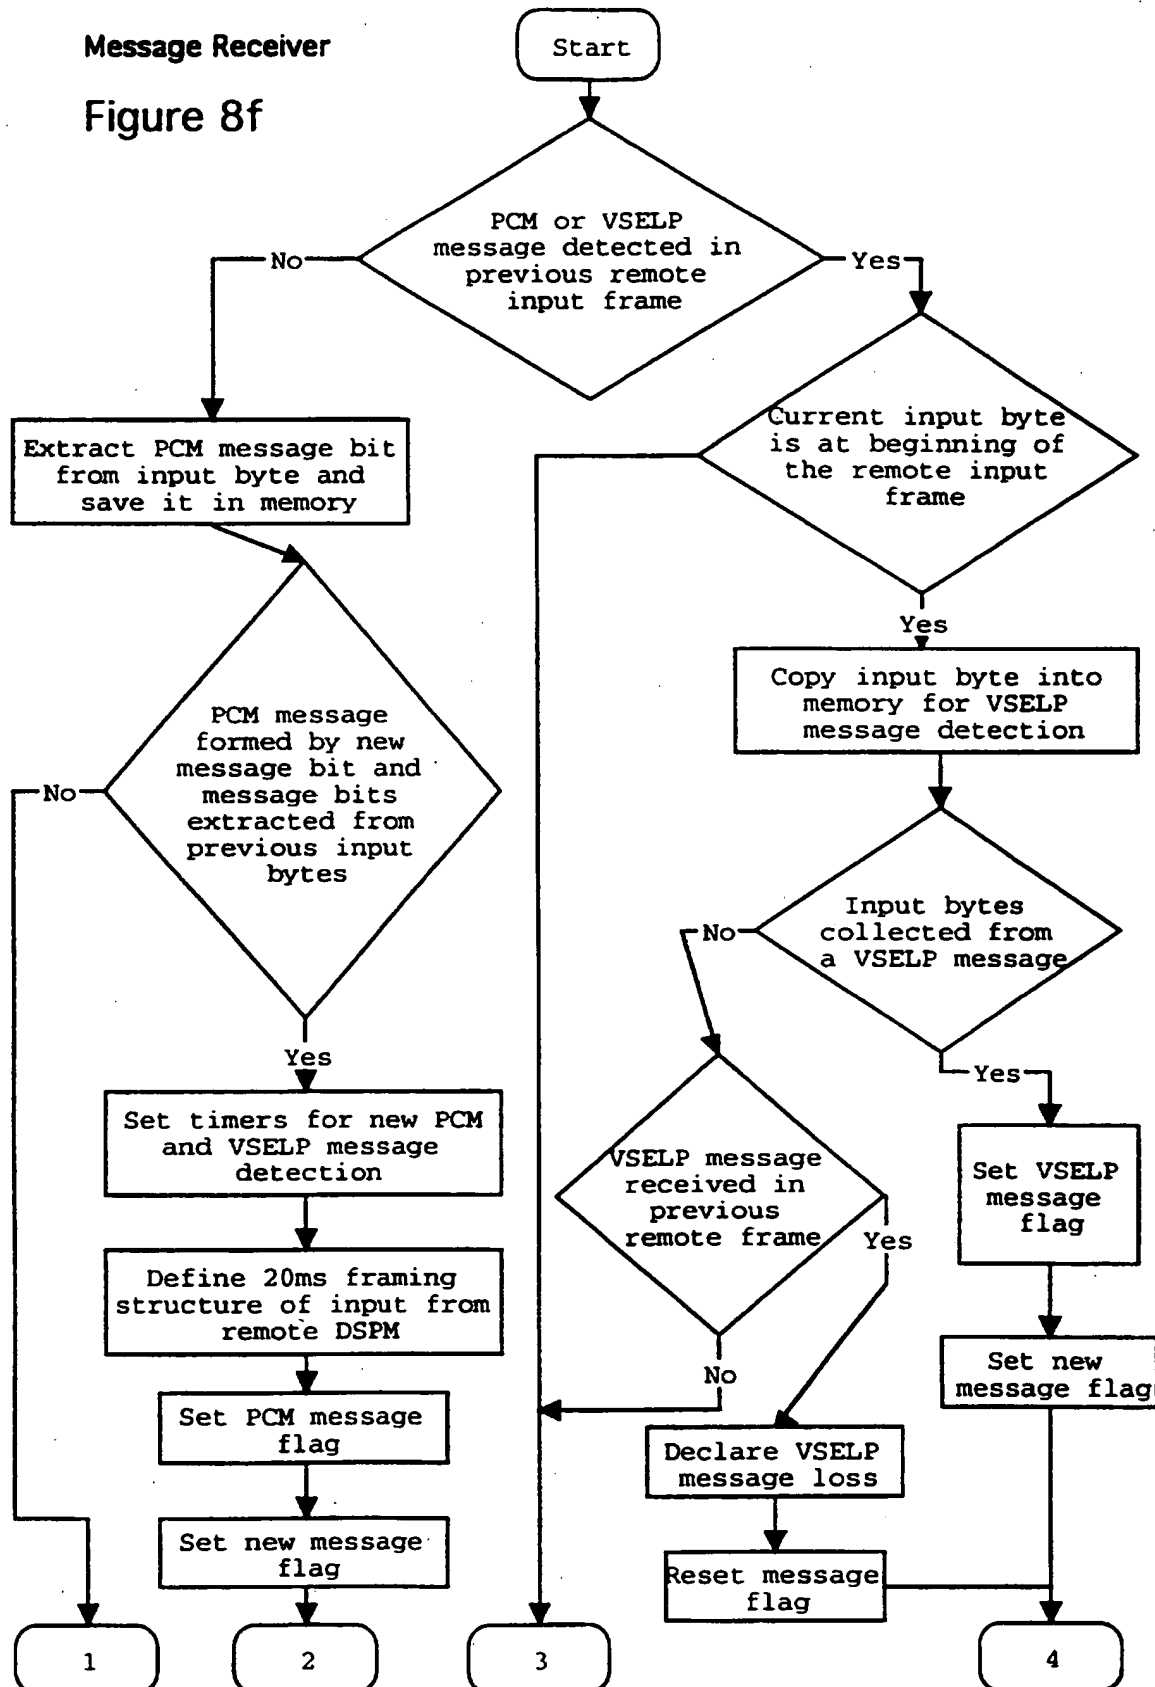 Message Receiver
Figure 8f
Start
PCM or VSELP
message detected in
previous remote
input frame
No
Yes
Extract PCM message bit
from input byte and
save it in memory
Current input byte
is at beginning of
the remote input
frame
Yes
Copy input byte into
memory for VSELP
message detection
PCM message
formed by new
message bit and
message bits
extracted from
previous input
bytes
No
Yes
Input bytes
collected from
a VSELP message
No
Yes
Set timers for new PCM
and VSELP message
detection
VSELP message
received in
previous
remote frame
Yes
No
Set VSELP
message
flag
Define 20ms framing
structure of input from
remote DSPM
Set new
message flag
Set PCM message
flag
Declare VSELP
message loss
Set new message
flag
Reset message
flag
1
2
3
4